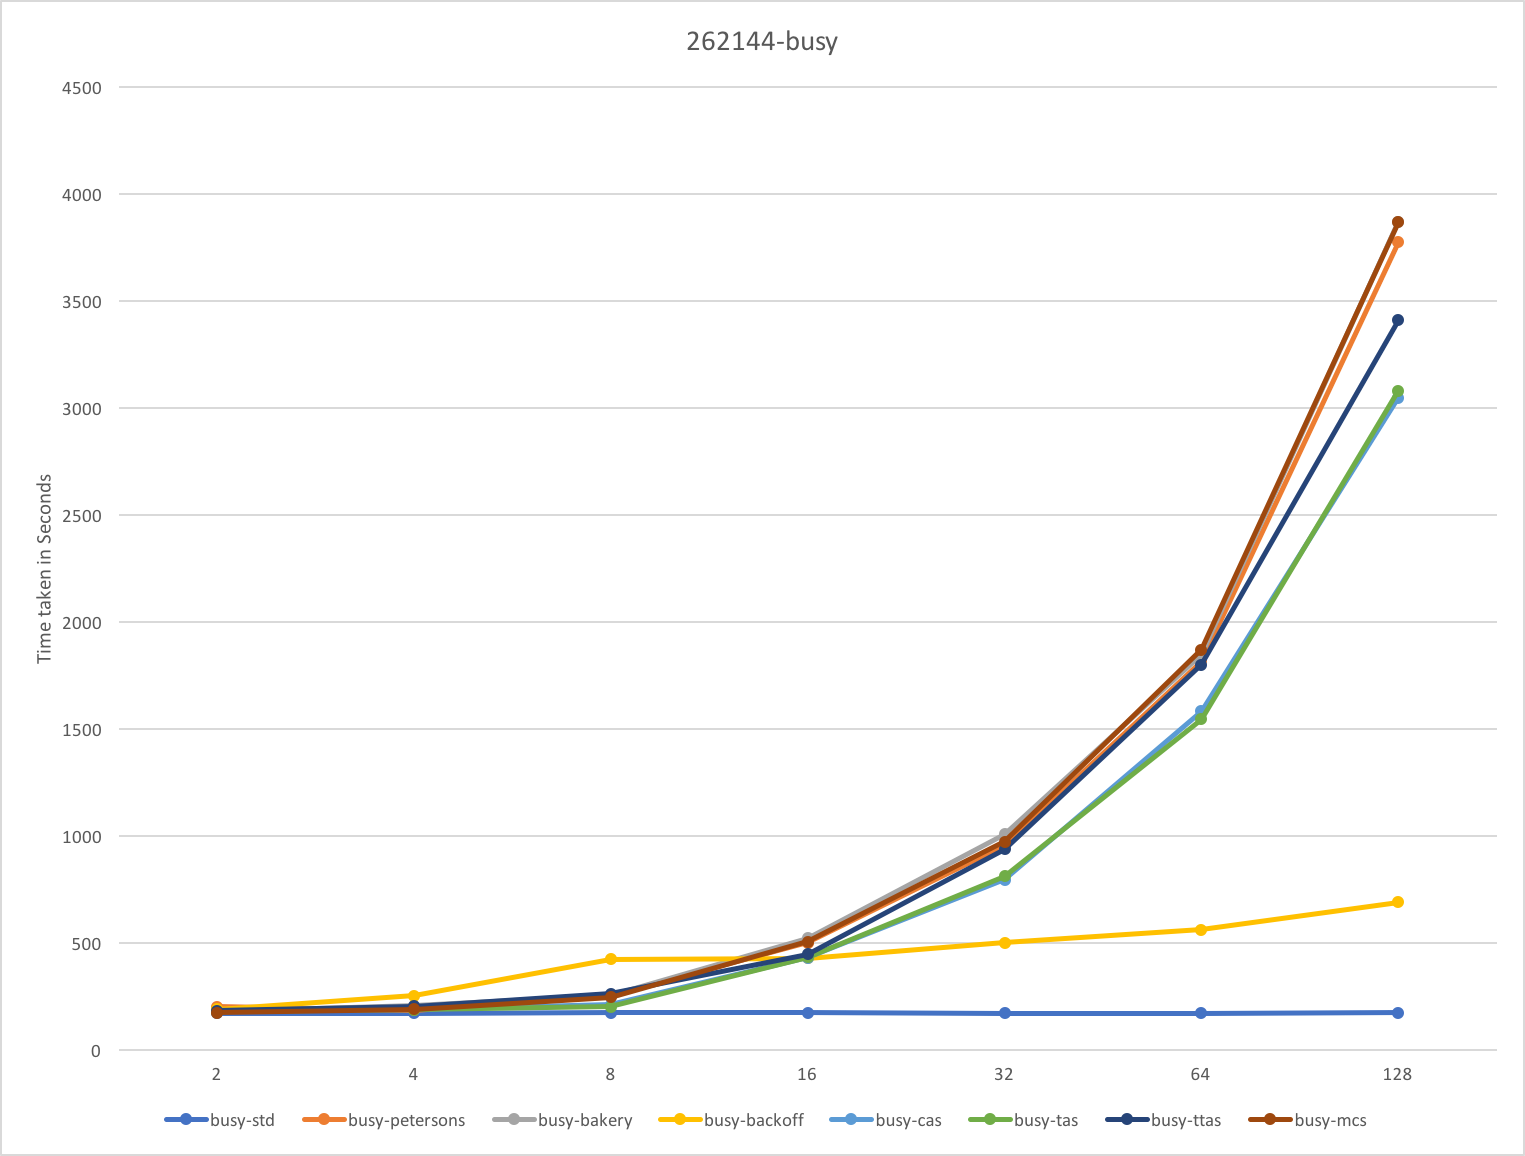 262144-busy
4500
4000
3500
3000
2500
2000
1500
1000
500
0
Time taken in Seconds
2 4 8 16 32 64 128
busy-std busy-petersons busy-bakery busy-backoff busy-cas busy-tas busy-ttas busy-mcs